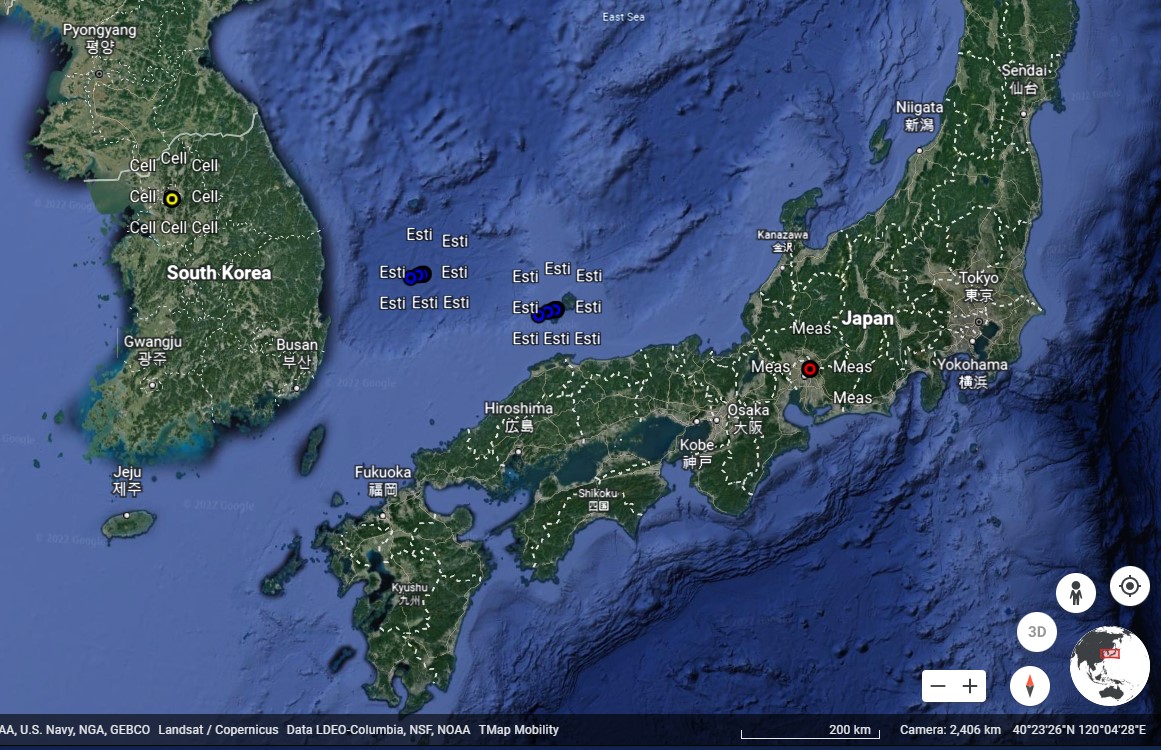 East Sea
Pyongyang
평양
Sendai
仙台
Niigata
新潟
Cell Cell Cell
Cell Cell
Cell Cell Cell
South Korea
Esti Esti
Esti Esti
Esti Esti Esti
Esti Esti Esti
Esti Esti
Esti Esti Esti
Kanazawa
金沢
Tokyo
東京
Japan
Meas
Meas Meas
Meas
Yokohama
横浜
Gwangju
광주
Busan
부산
Hiroshima
広島
Osaka
大阪
Kobe
神戸
Jeju
제주
Fukuoka
福岡
Shikoku
四国
Kyushu
九州
3D
AA, U.S. Navy, NGA, GEBCO Landsat / Copernicus Data LDEO-Columbia, NSF, NOAA TMap Mobility
200 km
Camera: 2,406 km 40°23'26"N 120°04'28"E